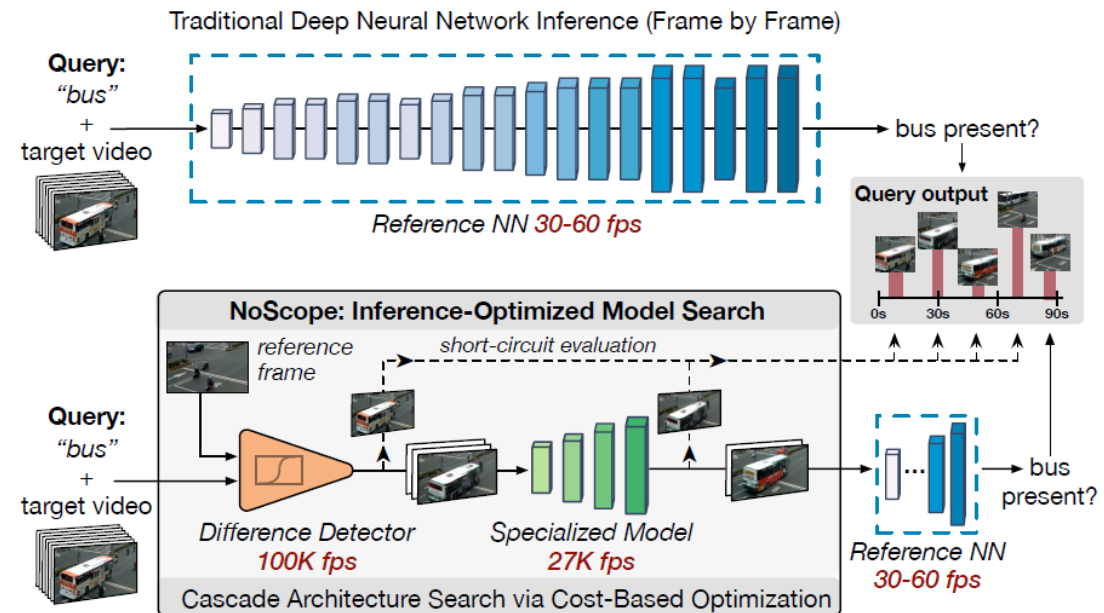 Traditional Deep Neural Network Inference (Frame by Frame)
Query:
“bus”
+
target video
bus present?
Reference NN 30-60 fps
Query output
0s
30s
60s
90s
NoScope: Inference-Optimized Model Search
reference
frame
short-circuit evaluation
Query:
“bus”
+
target video
...
bus
present?
Difference Detector
100K fps
Specialized Model
27K fps
Reference NN
30-60 fps
Cascade Architecture Search via Cost-Based Optimization